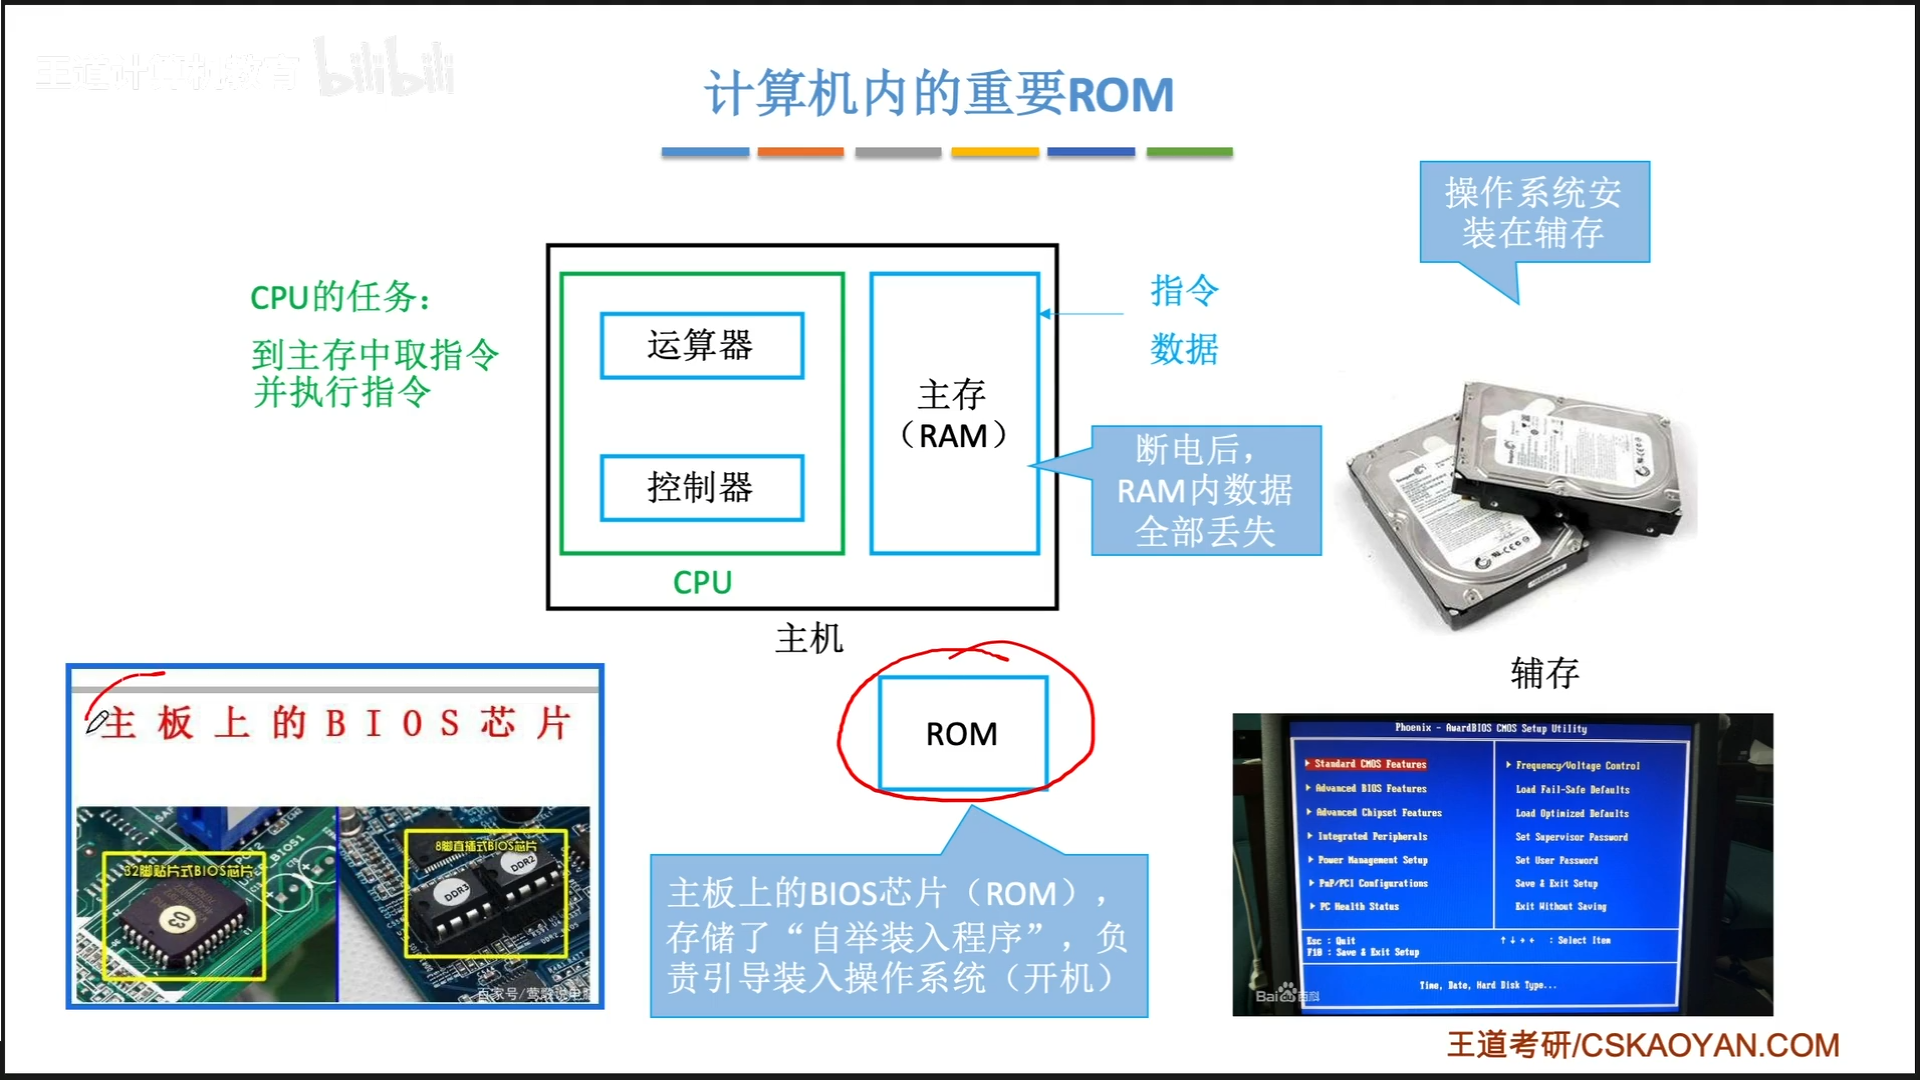 王道计算机教育 bilibili
计算机内的重要ROM
操作系统安
装在辅存
CPU的任务：
到主存中取指令
并执行指令
运算器
控制器
CPU
主存
（RAM）
主机
指令
数据
断电后，
RAM内数据
全部丢失
辅存
主板上的BIOS芯片
32脚贴片式BIOS芯片
8脚直插式BIOS芯片
DDR3
DDR2
ROM
主板上的BIOS芯片（ROM），
存储了“自举装入程序”，负
责引导装入操作系统（开机）
Phoenix - AwardBIOS CMOS Setup Utility
Standard CMOS Features
Advanced BIOS Features
Advanced Chipset Features
Integrated Peripherals
Power Management Setup
PnP/PCI Configurations
PC Health Status
Frequency/Voltage Control
Load Fail-Safe Defaults
Load Optimized Defaults
Set Supervisor Password
Set User Password
Save & Exit Setup
Exit Without Saving
Esc : Quit
F10 : Save & Exit Setup
↑ ↓ → ← : Select Item
Time, Date, Hard Disk Type...
Baidu百科
王道考研/CSKAOYAN.COM